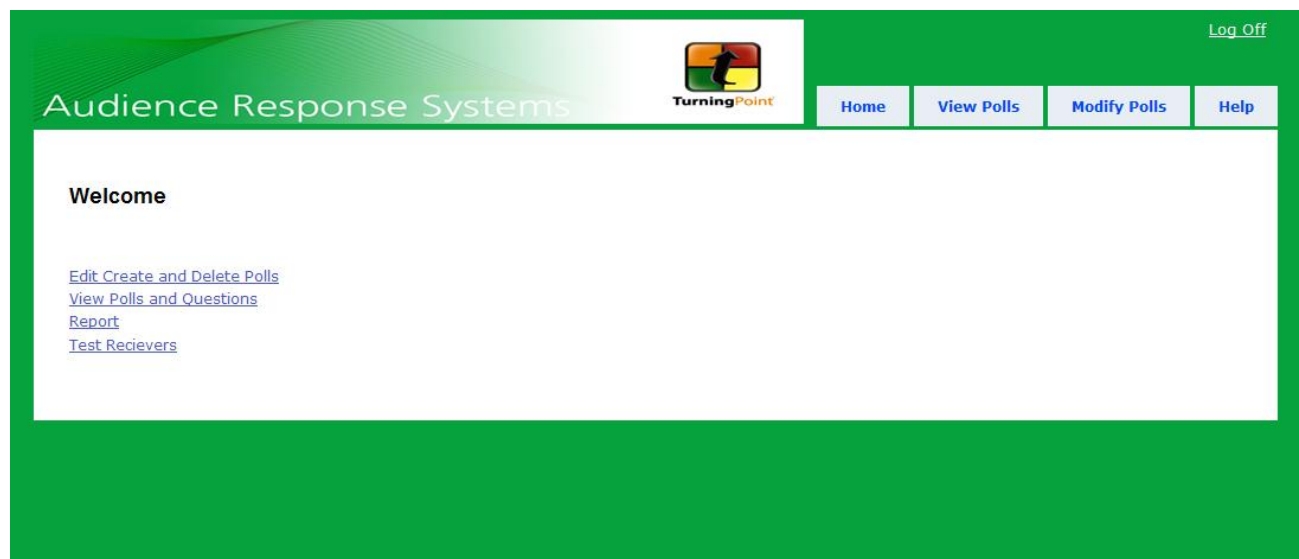 Log Off
Audience Response Systems
TurningPoint
Home View Polls Modify Polls Help
Welcome
Edit Create and Delete Polls
View Polls and Questions
Report
Test Recievers